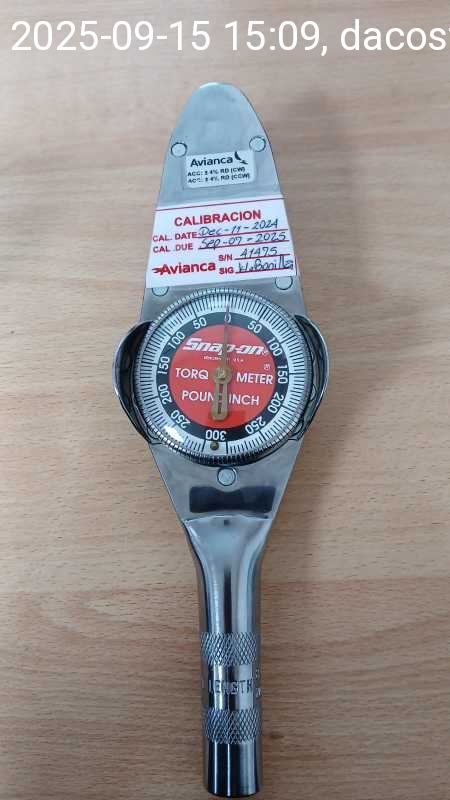 2025-09-15 15:09, dacos
Avianca
ACC: ± 4% RD (CW)
ACC: ± 4% RD (CCW)
CALIBRACION
CAL. DATE Dec-11-2024
CAL. DUE Sep-07-2025
S/N 41475
Avianca SIG
50 0 50
100 100
150 150
200 200
250 250
300
Snap-on®
TORQ METER
POUND INCH
LENGTH